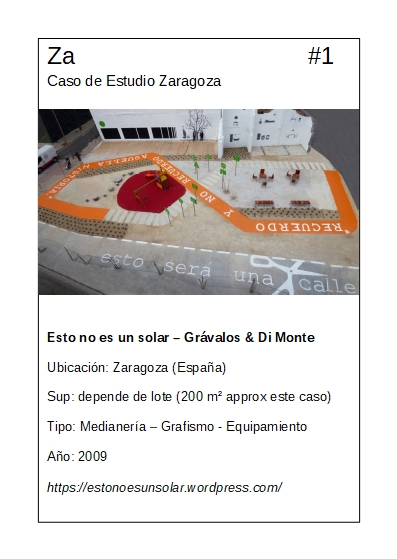 Za #1
Caso de Estudio Zaragoza
AQUELLA HISTORIA
Y NO RECUERDO
RECUERDO
esto será una calle
Esto no es un solar – Grávalos & Di Monte
Ubicación: Zaragoza (España)
Sup: depende de lote (200 m² approx este caso)
Tipo: Medianería – Grafismo - Equipamiento
Año: 2009
https://estonoesunsolar.wordpress.com/